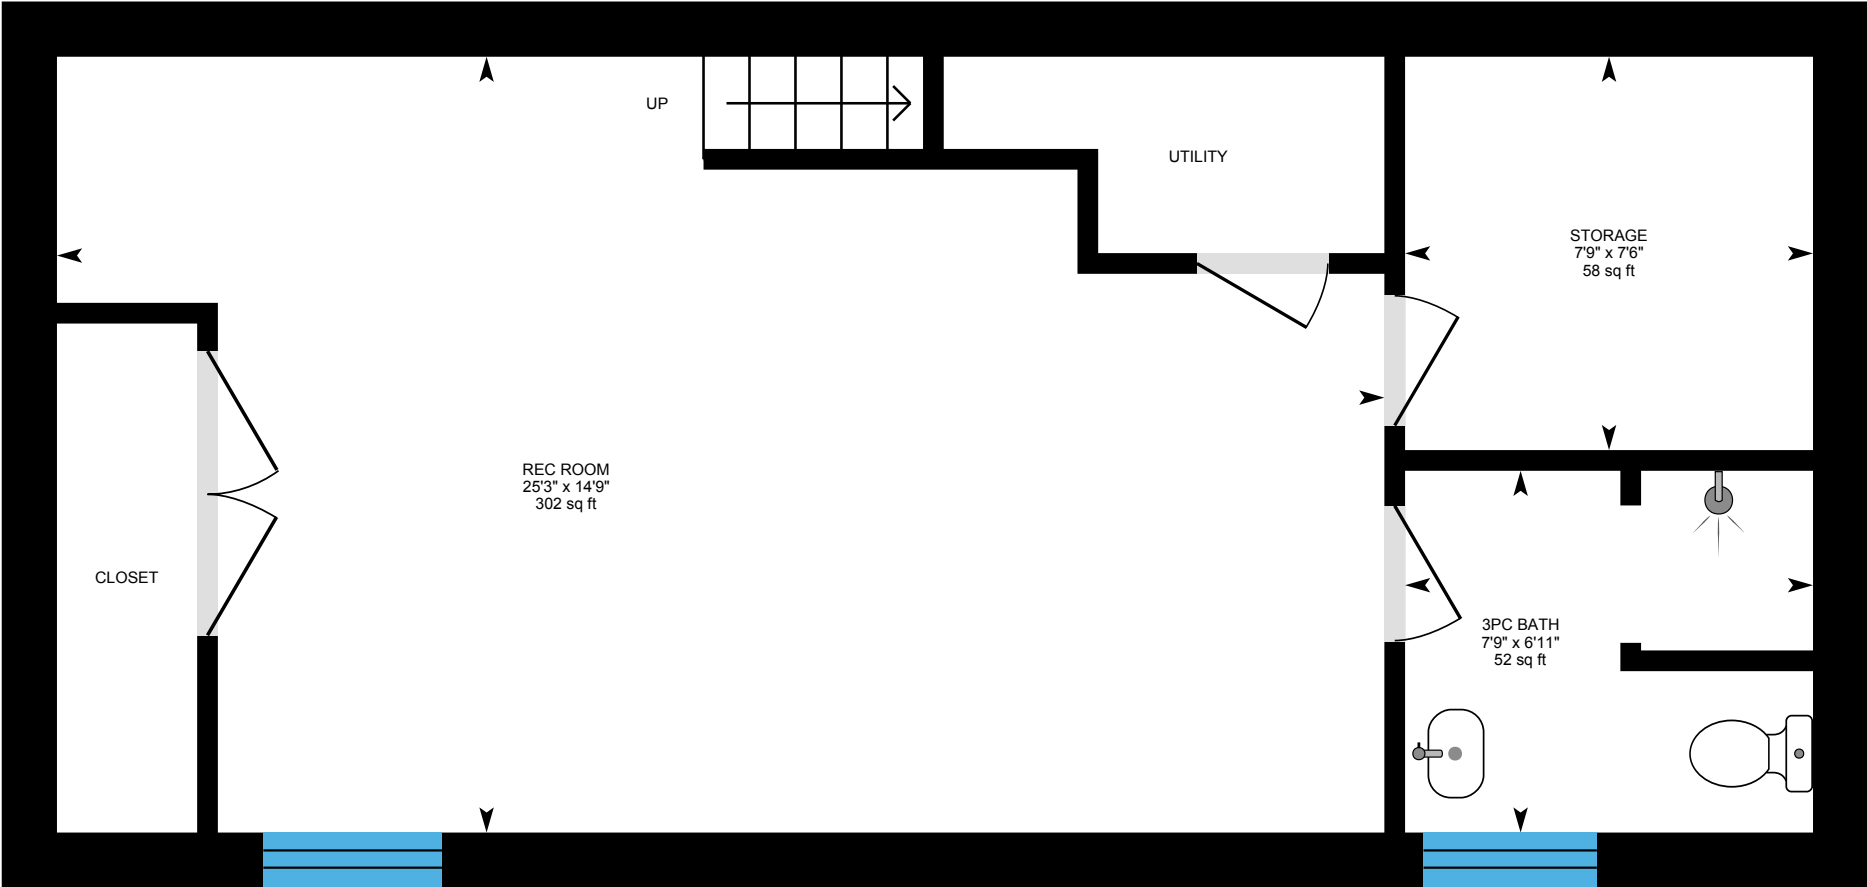 UP
UTILITY
STORAGE
7'9" x 7'6"
58 sq ft
REC ROOM
25'3" x 14'9"
302 sq ft
CLOSET
3PC BATH
7'9" x 6'11"
52 sq ft